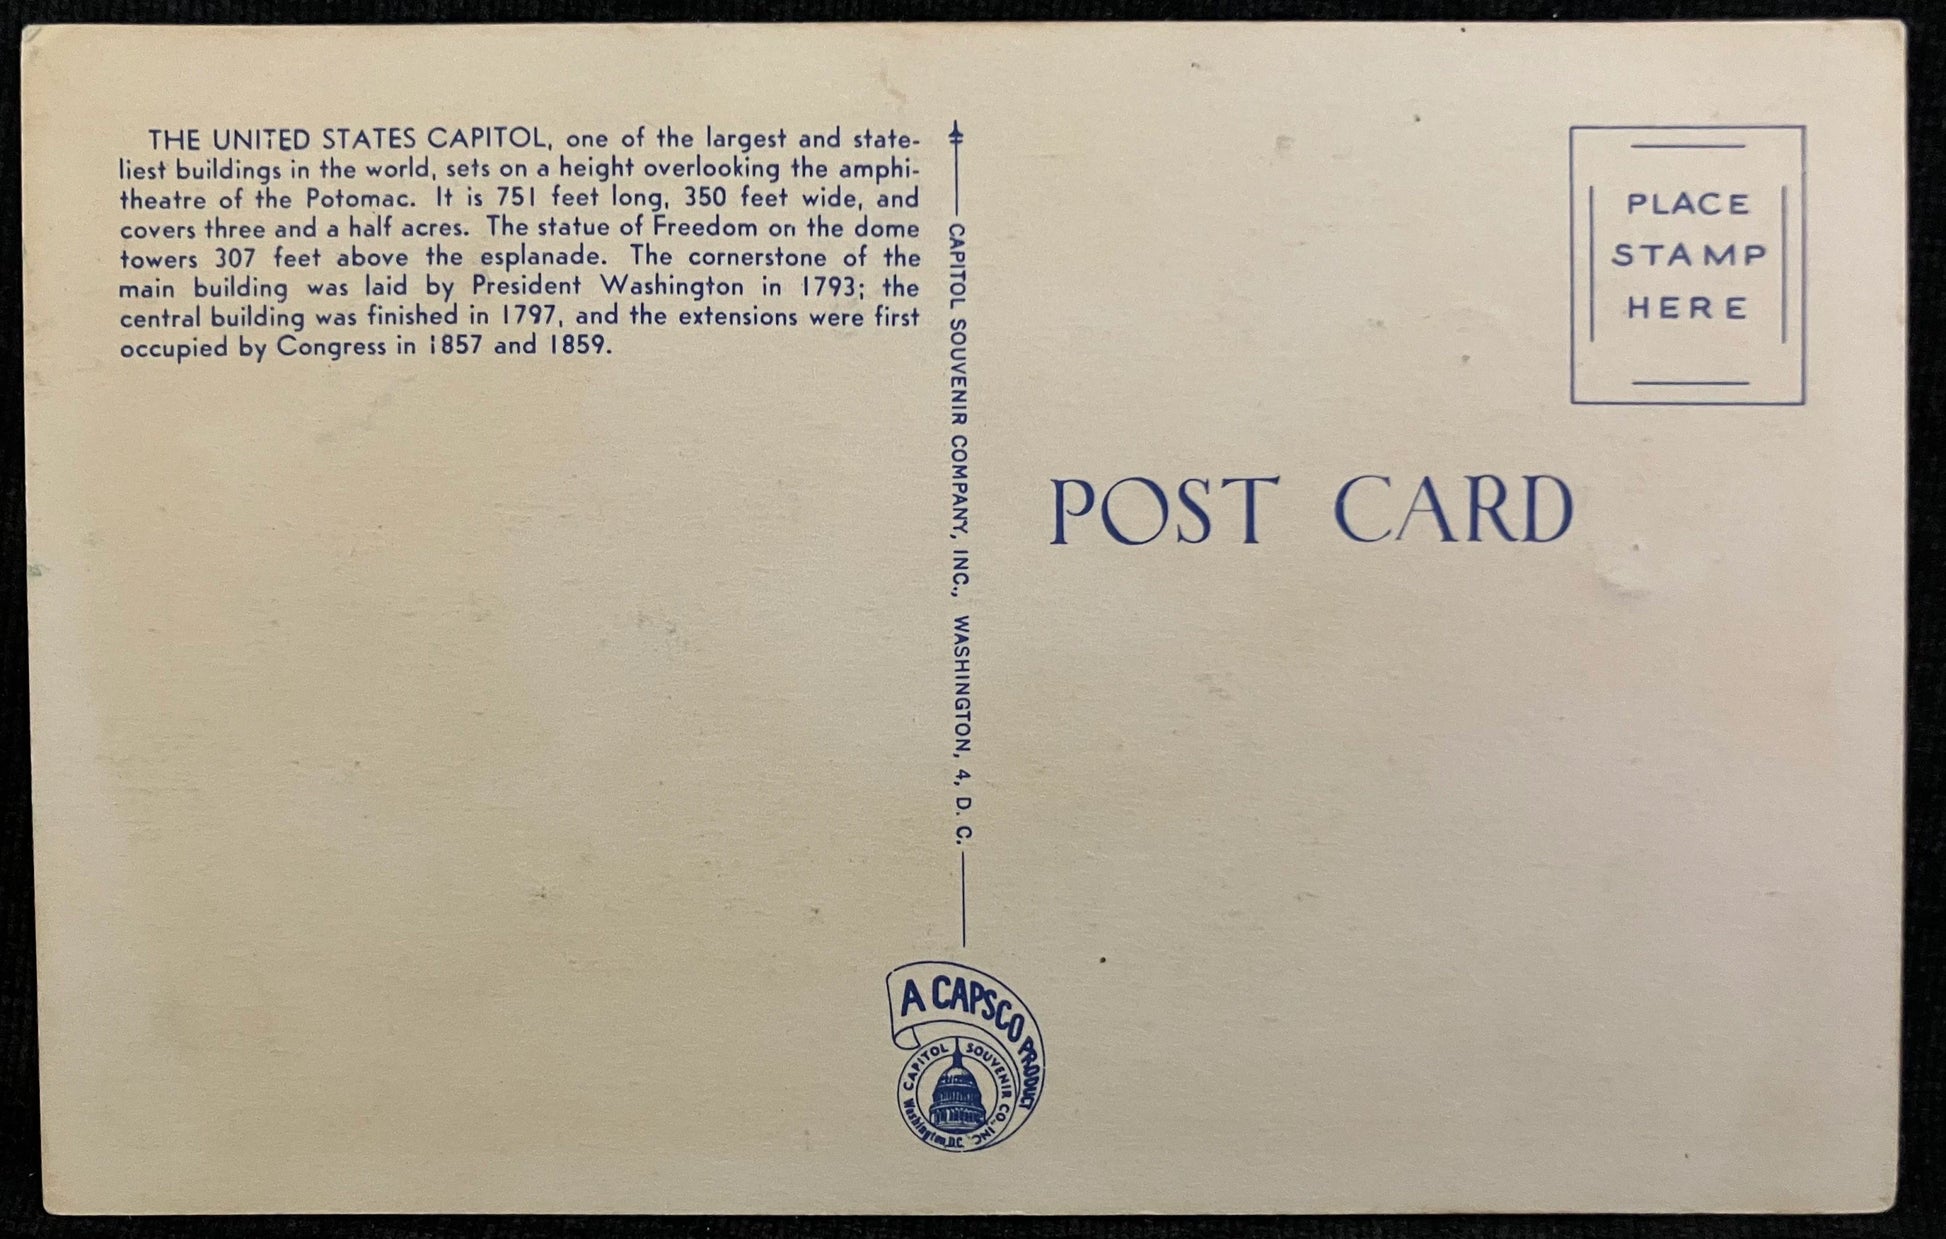 THE UNITED STATES CAPITOL, one of the largest and state-
liest buildings in the world, sets on a height overlooking the amphi-
theatre of the Potomac. It is 751 feet long, 350 feet wide, and
covers three and a half acres. The statue of Freedom on the dome
towers 307 feet above the esplanade. The cornerstone of the
main building was laid by President Washington in 1793; the
central building was finished in 1797, and the extensions were first
occupied by Congress in 1857 and 1859.
CAPITOL SOUVENIR COMPANY, INC., WASHINGTON, 4, D. C.
PLACE
STAMP
HERE
POST CARD
A CAPSCO PRODUCT
CAPITOL SOUVENIR CO., INC.
Washington, D.C.